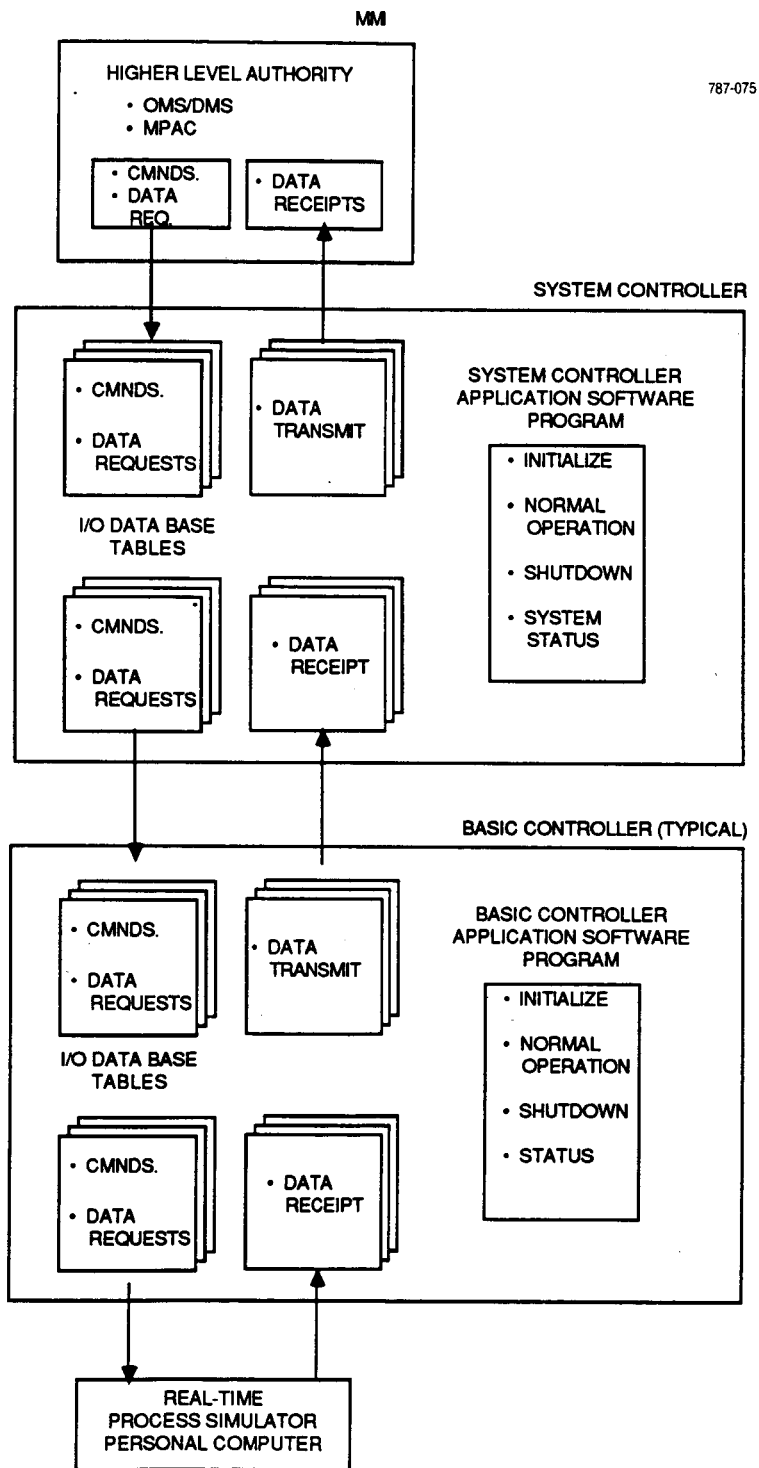 MMI
787-075
HIGHER LEVEL AUTHORITY
• OMS/DMS
• MPAC
• CMNDS.
• DATA
REQ.
• DATA
RECEIPTS
SYSTEM CONTROLLER
• CMNDS.
• DATA
REQUESTS
• DATA
TRANSMIT
SYSTEM CONTROLLER
APPLICATION SOFTWARE
PROGRAM
• INITIALIZE
• NORMAL
OPERATION
• SHUTDOWN
• SYSTEM
STATUS
I/O DATA BASE
TABLES
• CMNDS.
• DATA
REQUESTS
• DATA
RECEIPT
BASIC CONTROLLER (TYPICAL)
• CMNDS.
• DATA
REQUESTS
• DATA
TRANSMIT
BASIC CONTROLLER
APPLICATION SOFTWARE
PROGRAM
• INITIALIZE
• NORMAL
OPERATION
• SHUTDOWN
• STATUS
I/O DATA BASE
TABLES
• CMNDS.
• DATA
REQUESTS
• DATA
RECEIPT
REAL-TIME
PROCESS SIMULATOR
PERSONAL COMPUTER